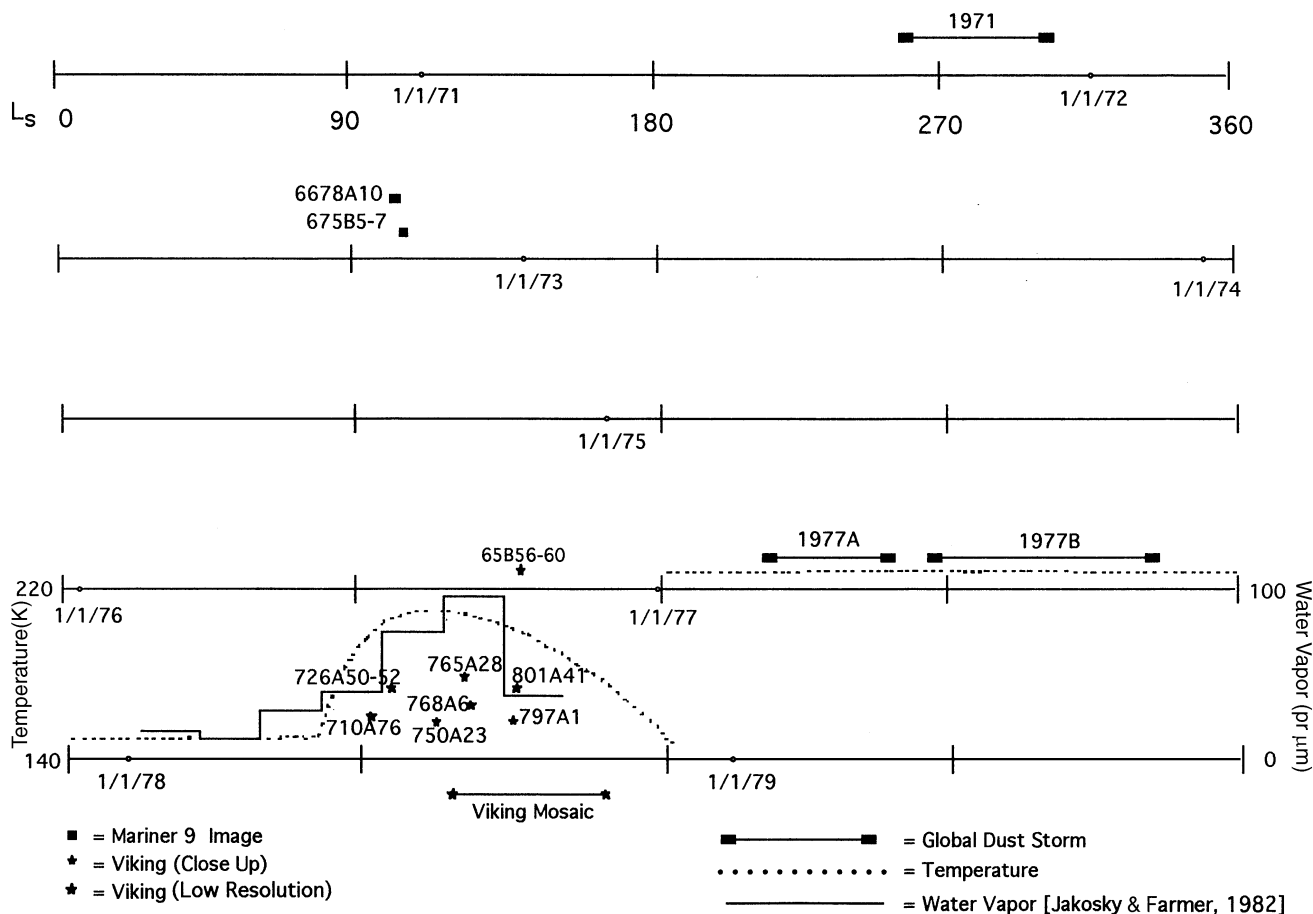 1971
1/1/71
1/1/72
Ls 0 90 180 270 360
6678A10
675B5-7
1/1/73
1/1/74
1/1/75
1977A
1977B
65B56-60
220
100
1/1/76
1/1/77
Temperature(K)
Water Vapor (pr µm)
726A50-52
765A28
801A41
768A6
710A76
750A23
797A1
140
0
1/1/78
1/1/79
Viking Mosaic
= Mariner 9 Image
= Viking (Close Up)
= Viking (Low Resolution)
= Global Dust Storm
= Temperature
= Water Vapor [Jakosky & Farmer, 1982]